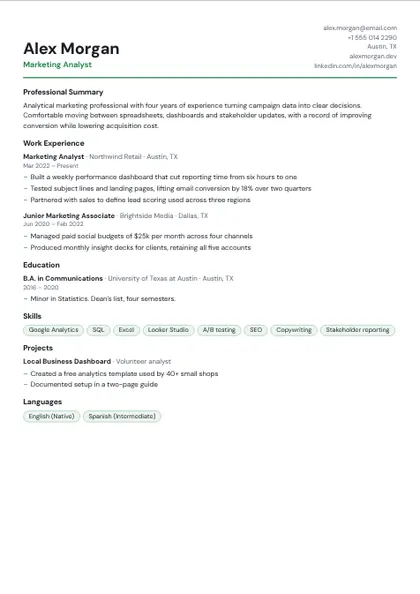 alex.morgan@email.com
+1 555 014 2290
Austin, TX
alexmorgan.dev
linkedin.com/in/alexmorgan
Alex Morgan
Marketing Analyst
Professional Summary
Analytical marketing professional with four years of experience turning campaign data into clear decisions.
Comfortable moving between spreadsheets, dashboards and stakeholder updates, with a record of improving
conversion while lowering acquisition cost.
Work Experience
Marketing Analyst · Northwind Retail · Austin, TX
Mar 2022 – Present
– Built a weekly performance dashboard that cut reporting time from six hours to one
– Tested subject lines and landing pages, lifting email conversion by 18% over two quarters
– Partnered with sales to define lead scoring used across three regions
Junior Marketing Associate · Brightside Media · Dallas, TX
Jun 2020 – Feb 2022
– Managed paid social budgets of $25k per month across four channels
– Produced monthly insight decks for clients, retaining all five accounts
Education
B.A. in Communications · University of Texas at Austin · Austin, TX
2016 – 2020
– Minor in Statistics. Dean's list, four semesters.
Skills
Google Analytics SQL Excel Looker Studio A/B testing SEO Copywriting Stakeholder reporting
Projects
Local Business Dashboard · Volunteer analyst
– Created a free analytics template used by 40+ small shops
– Documented setup in a two-page guide
Languages
English (Native) Spanish (Intermediate)